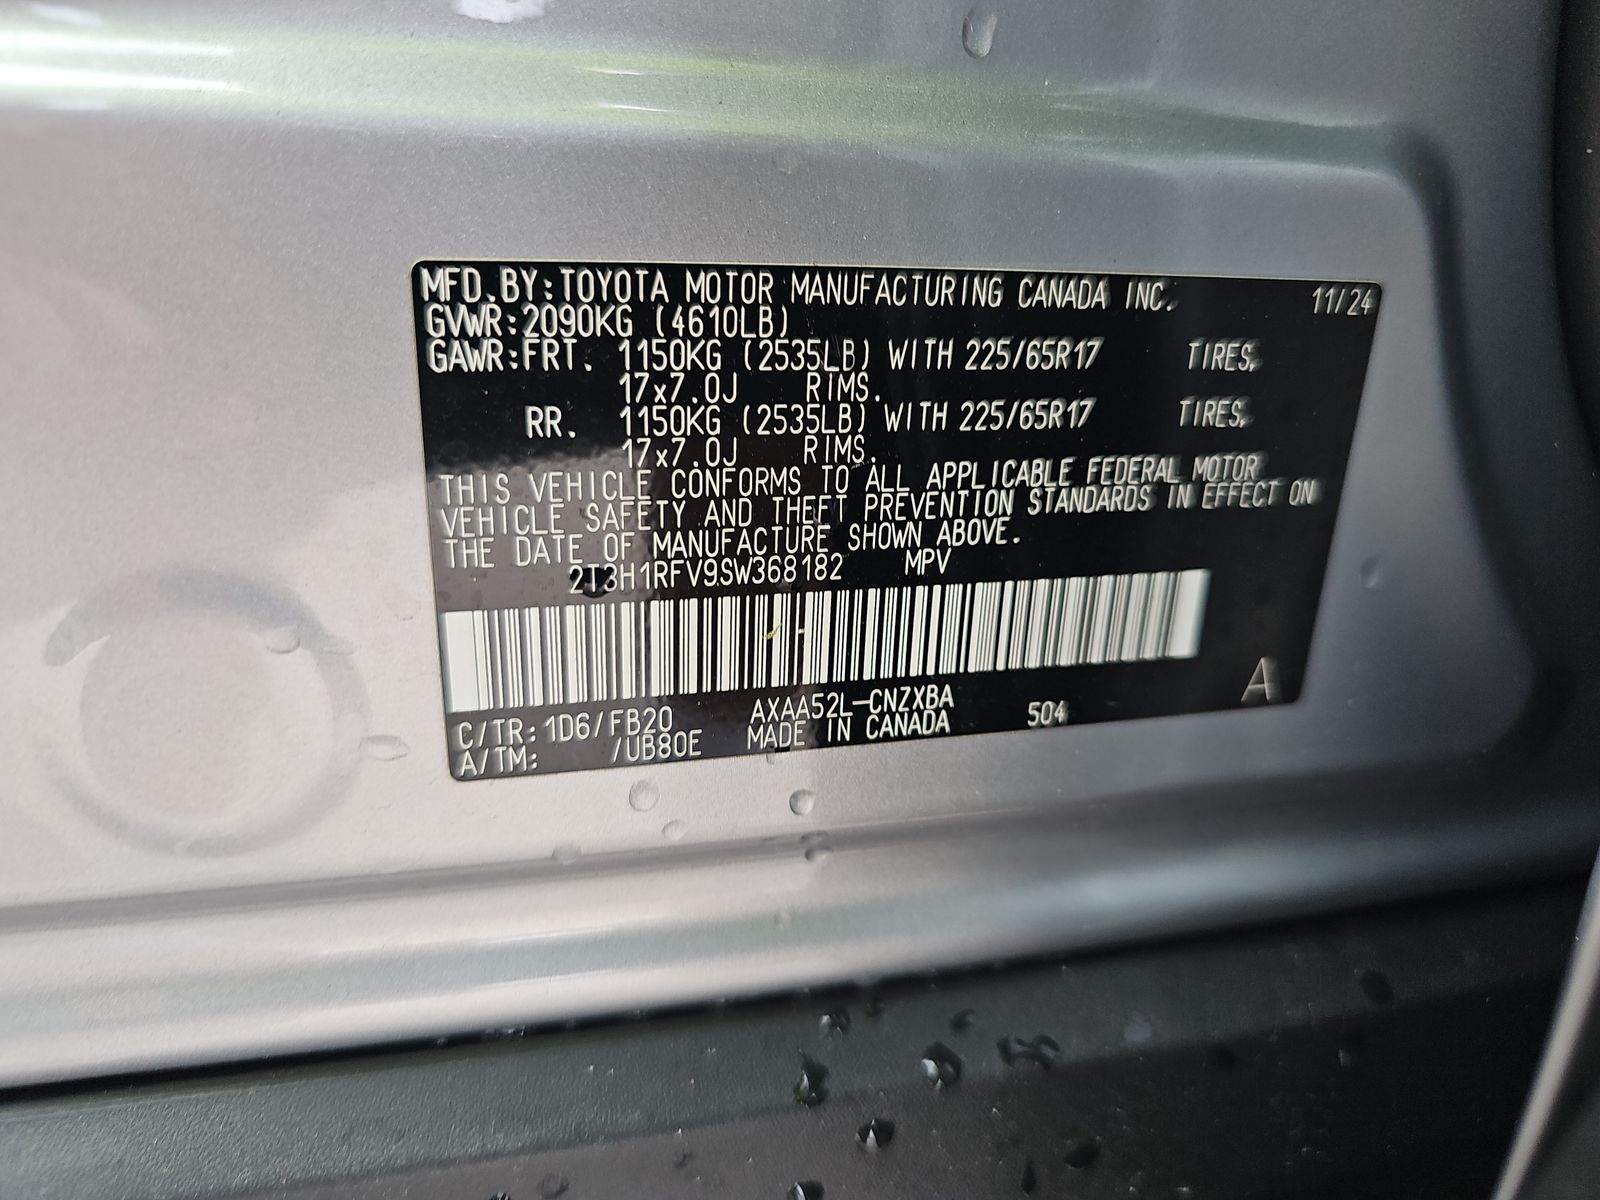 MFD.BY:TOYOTA MOTOR MANUFACTURING CANADA INC. 11/24
GVWR:2090KG (4610LB)
GAWR:FRT. 1150KG (2535LB) WITH 225/65R17 TIRES,
17x7.0J RIMS.
RR. 1150KG (2535LB) WITH 225/65R17 TIRES,
17x7.0J RIMS.
THIS VEHICLE CONFORMS TO ALL APPLICABLE FEDERAL MOTOR
VEHICLE SAFETY AND THEFT PREVENTION STANDARDS IN EFFECT ON
THE DATE OF MANUFACTURE SHOWN ABOVE.
2T3H1RFV9SW368182 MPV
A
AXAA52L-CNZXBA 504
C/TR: 1D6/FB20 MADE IN CANADA
A/TM: /UB80E